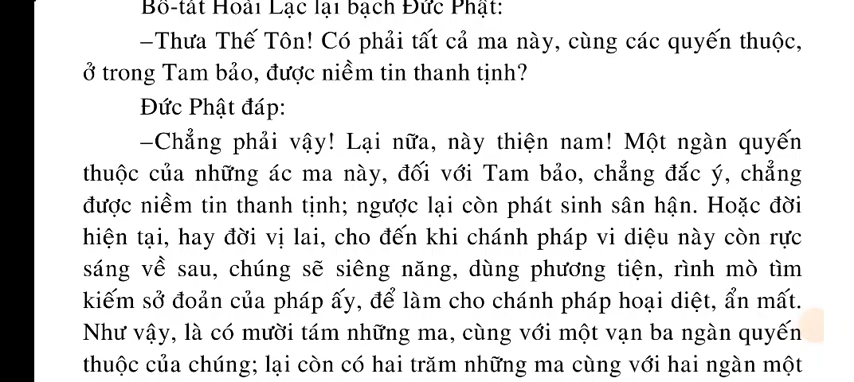 Bồ-tát Hoài Lạc lại bạch Đức Phật:
–Thưa Thế Tôn! Có phải tất cả ma này, cùng các quyến thuộc,
ở trong Tam bảo, được niềm tin thanh tịnh?
Đức Phật đáp:
–Chẳng phải vậy! Lại nữa, này thiện nam! Một ngàn quyến
thuộc của những ác ma này, đối với Tam bảo, chẳng đắc ý, chẳng
được niềm tin thanh tịnh; ngược lại còn phát sinh sân hận. Hoặc đời
hiện tại, hay đời vị lai, cho đến khi chánh pháp vi diệu này còn rực
sáng về sau, chúng sẽ siêng năng, dùng phương tiện, rình mò tìm
kiếm sở đoản của pháp ấy, để làm cho chánh pháp hoại diệt, ẩn mất.
Như vậy, là có mười tám những ma, cùng với một vạn ba ngàn quyến
thuộc của chúng; lại còn có hai trăm những ma cùng với hai ngàn một